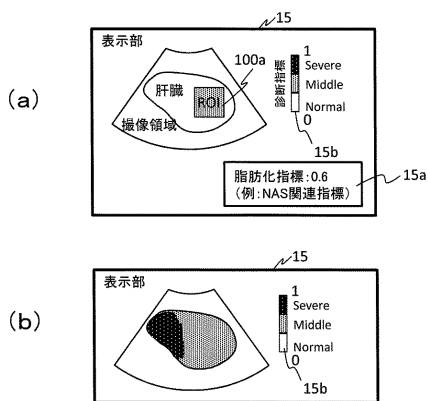 (a)
15
表示部
100a
肝臓
ROI
撮像領域
診断指標
1
Severe
Middle
Normal
0
15b
脂肪化指標:0.6
(例:NAS関連指標)
15a
(b)
15
表示部
1
Severe
Middle
Normal
0
15b